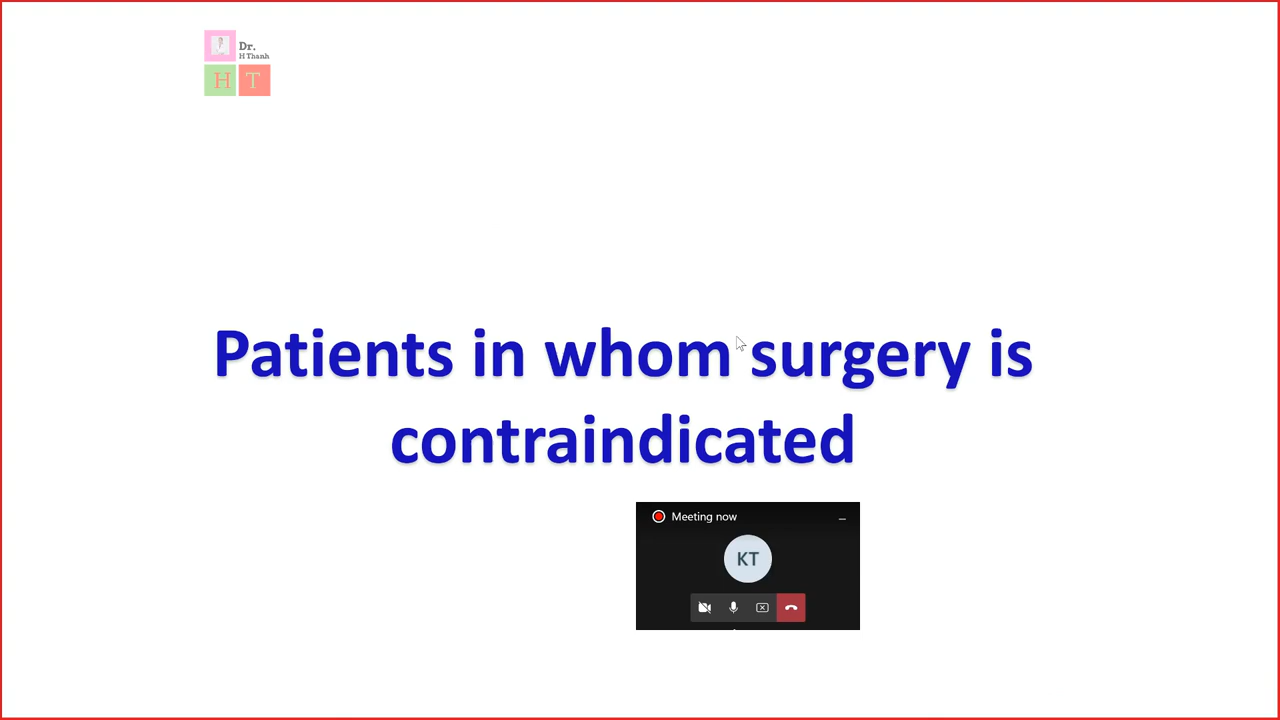 Dr.
H Thanh
H T
Patients in whom surgery is
contraindicated
Meeting now
KT